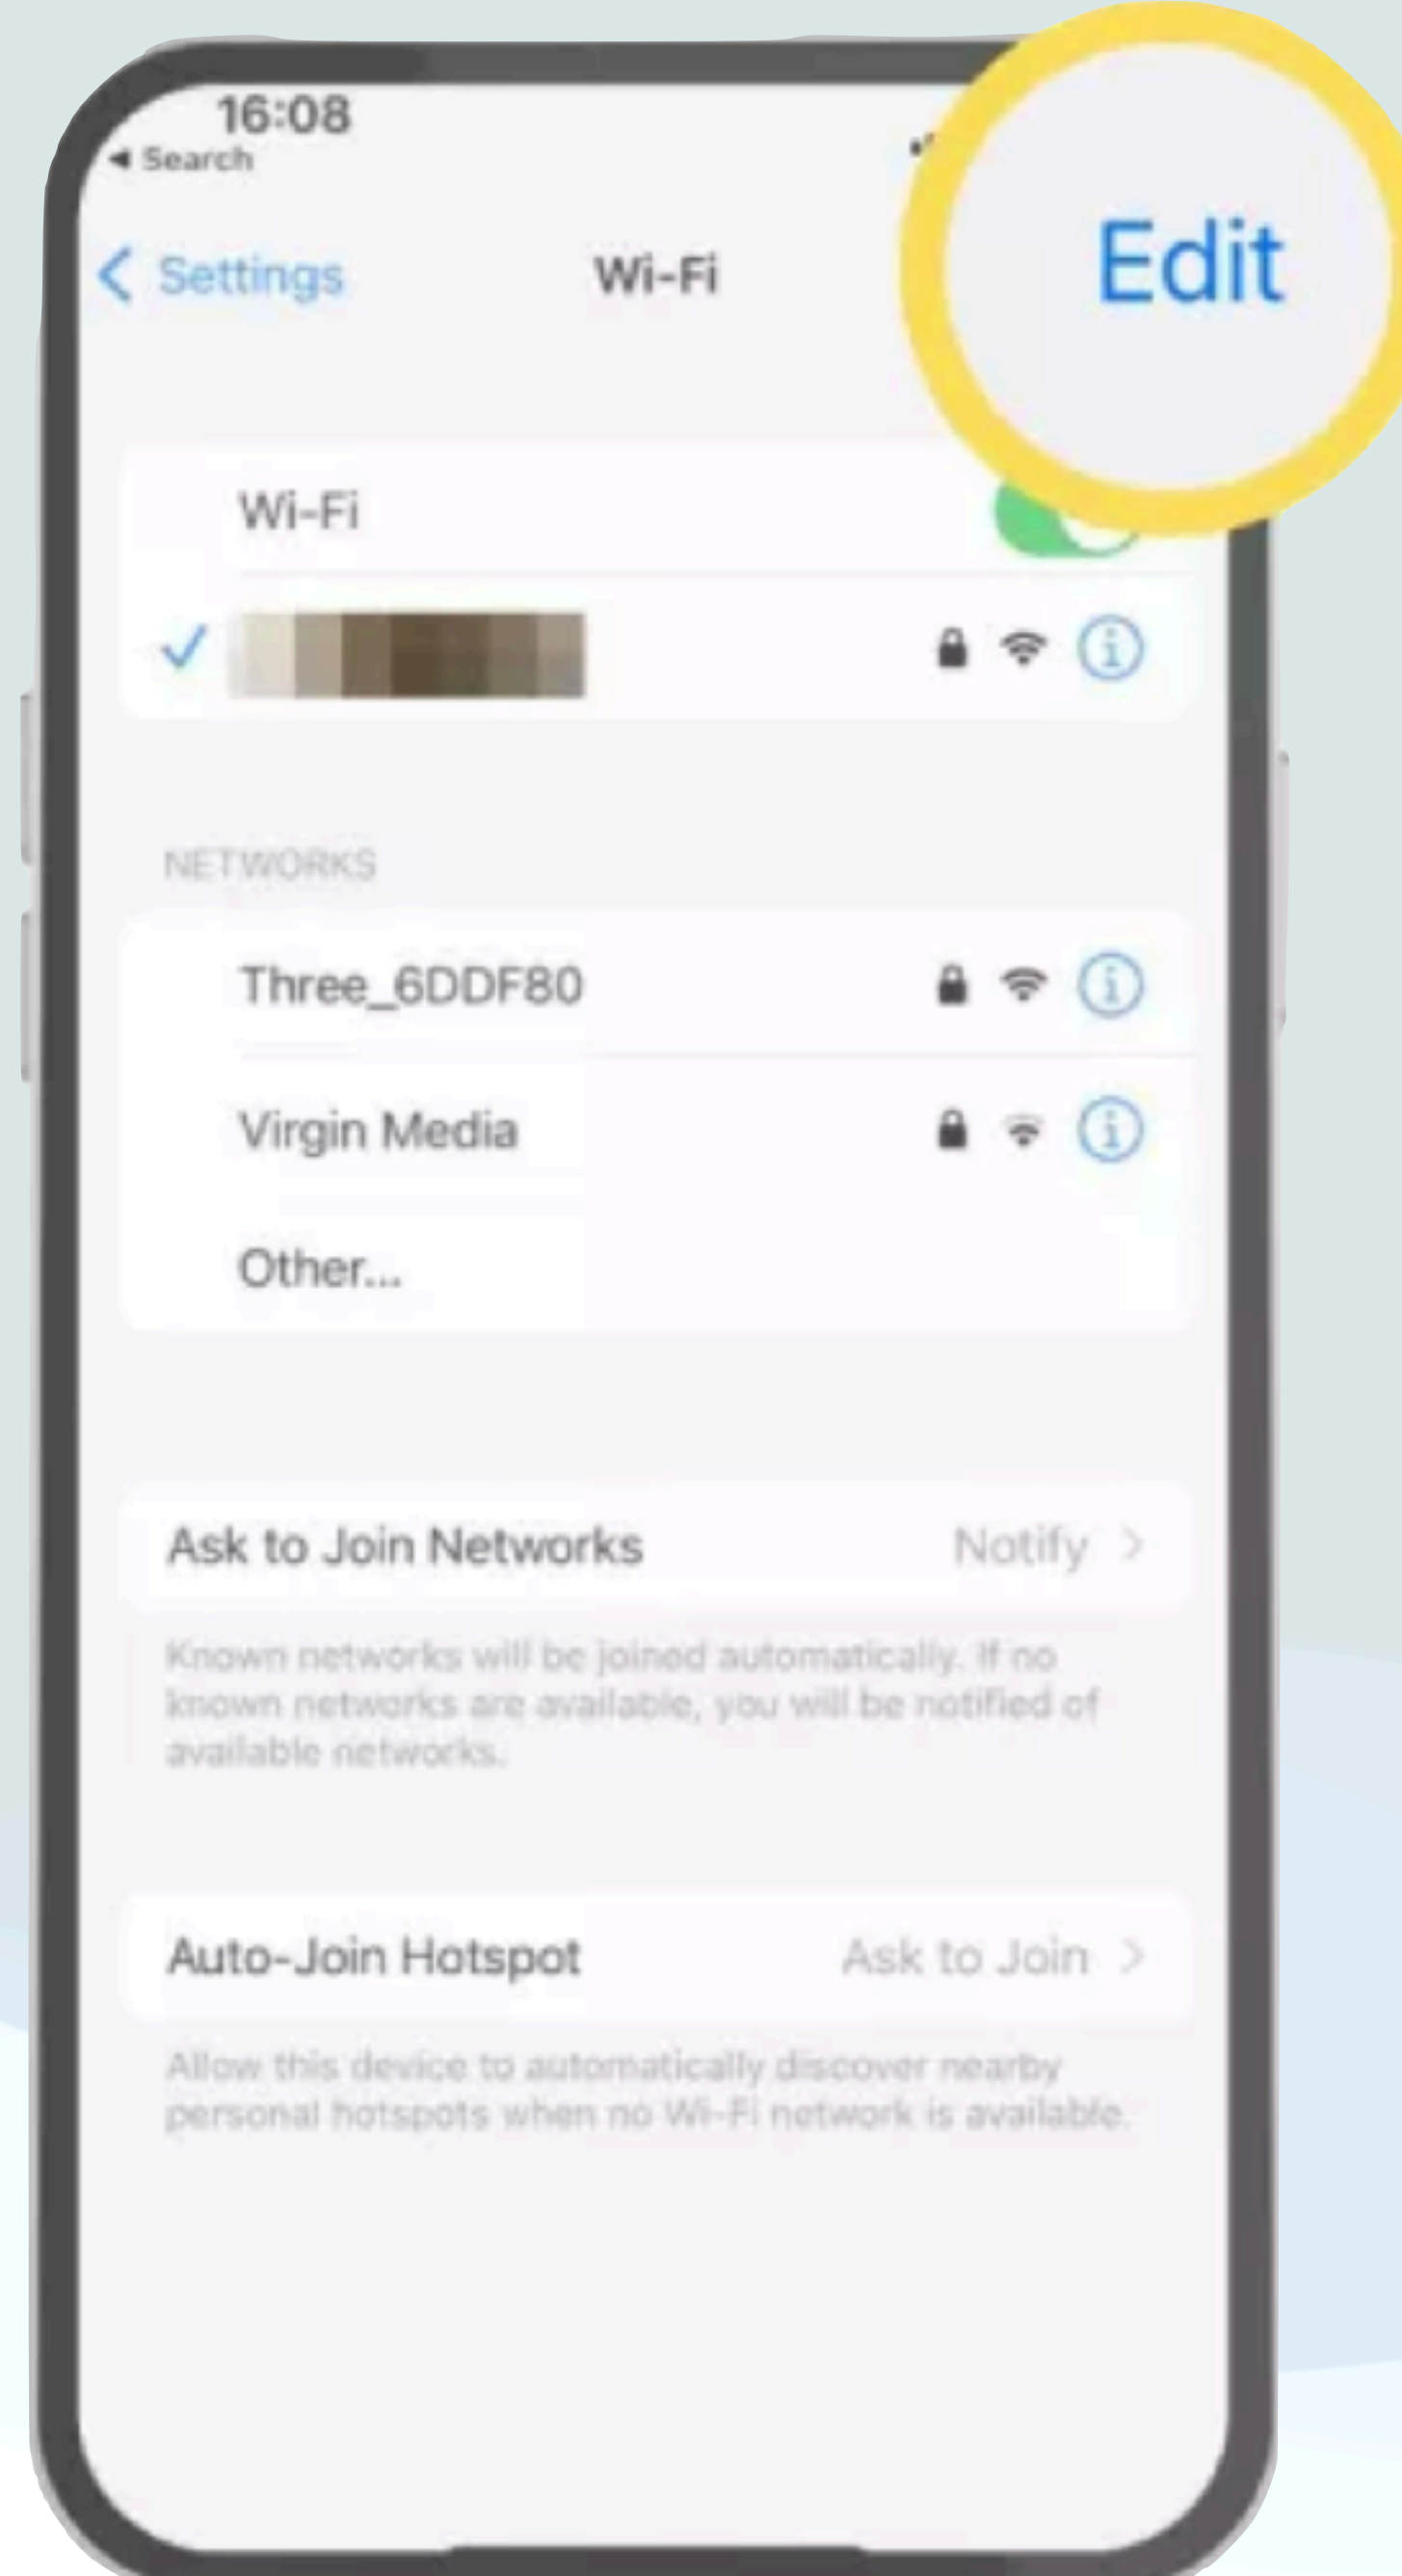 16:08
Search
Settings
Wi-Fi
Edit
Wi-Fi
NETWORKS
Three_6DDF80
Virgin Media
Other...
Ask to Join Networks
Notify
Known networks will be joined automatically. If no
known networks are available, you will be notified of
available networks.
Auto-Join Hotspot
Ask to Join
Allow this device to automatically discover nearby
personal hotspots when no Wi-Fi network is available.